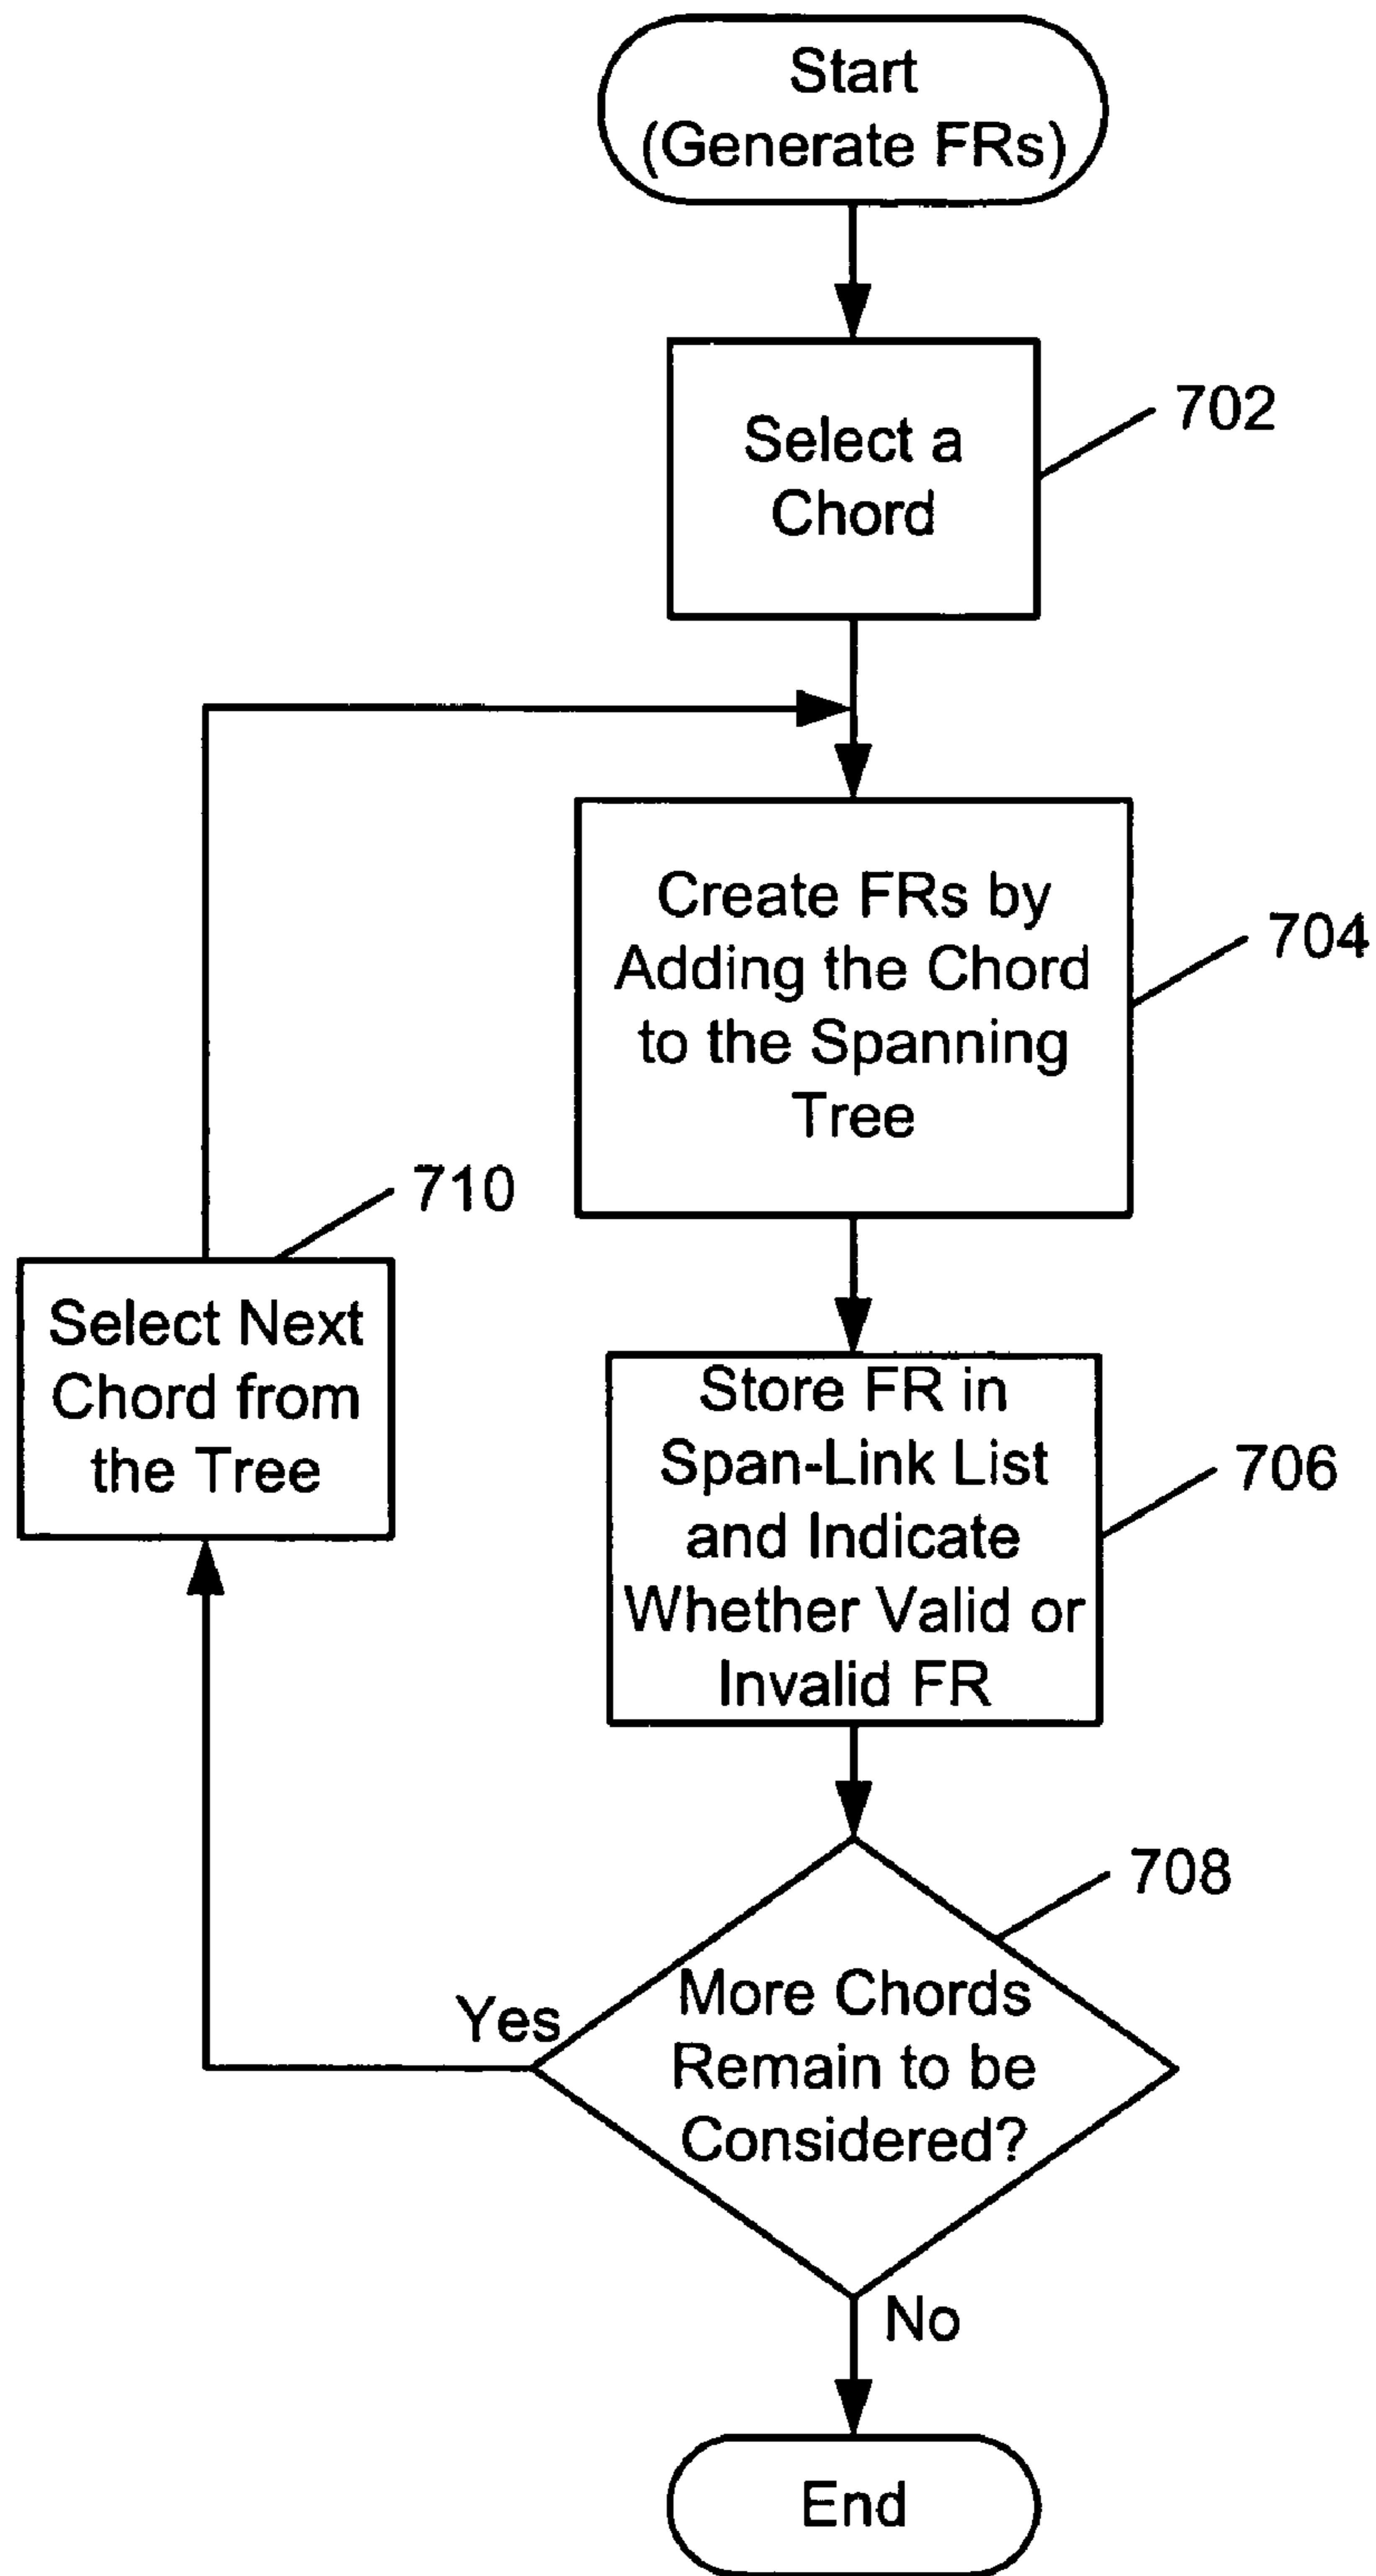 Start
(Generate FRs)
702
Select a
Chord
704
Create FRs by
Adding the Chord
to the Spanning
Tree
710
Select Next
Chord from
the Tree
706
Store FR in
Span-Link List
and Indicate
Whether Valid or
Invalid FR
708
More Chords
Remain to be
Considered?
Yes
No
End